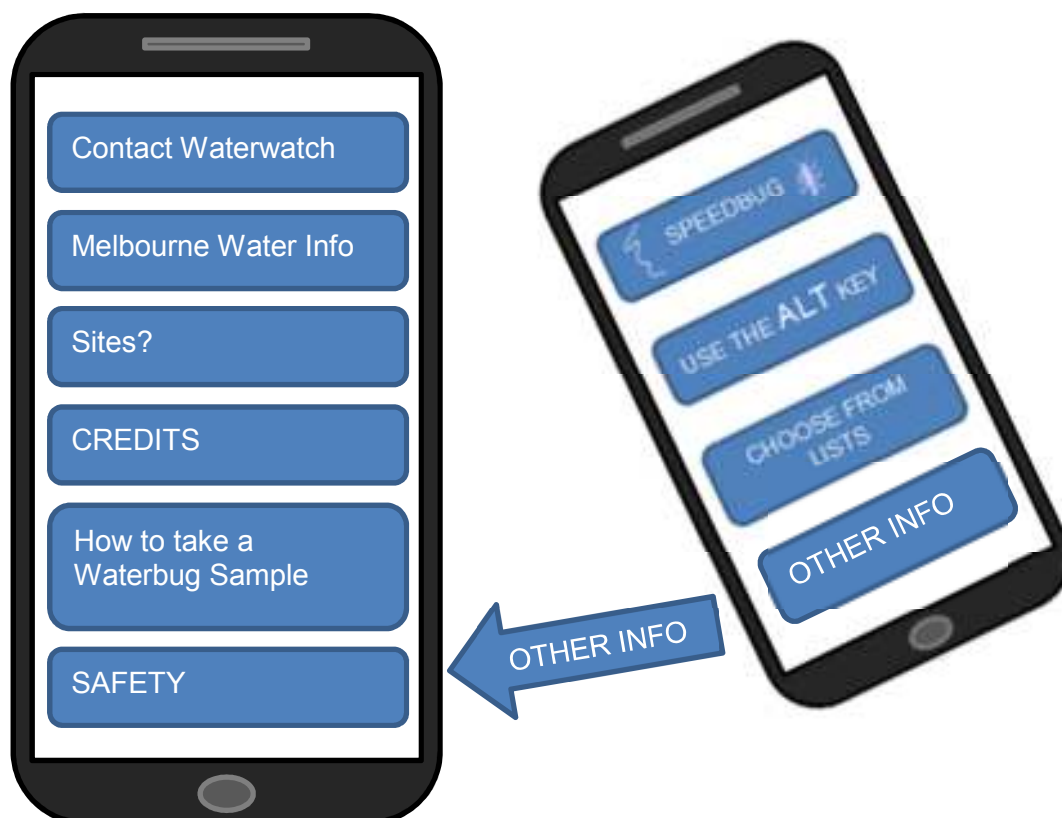 Contact Waterwatch
Melbourne Water Info
Sites?
CREDITS
How to take a
Waterbug Sample
SAFETY
SPEEDBUG
USE THE ALT KEY
CHOOSE FROM
LISTS
OTHER INFO
OTHER INFO